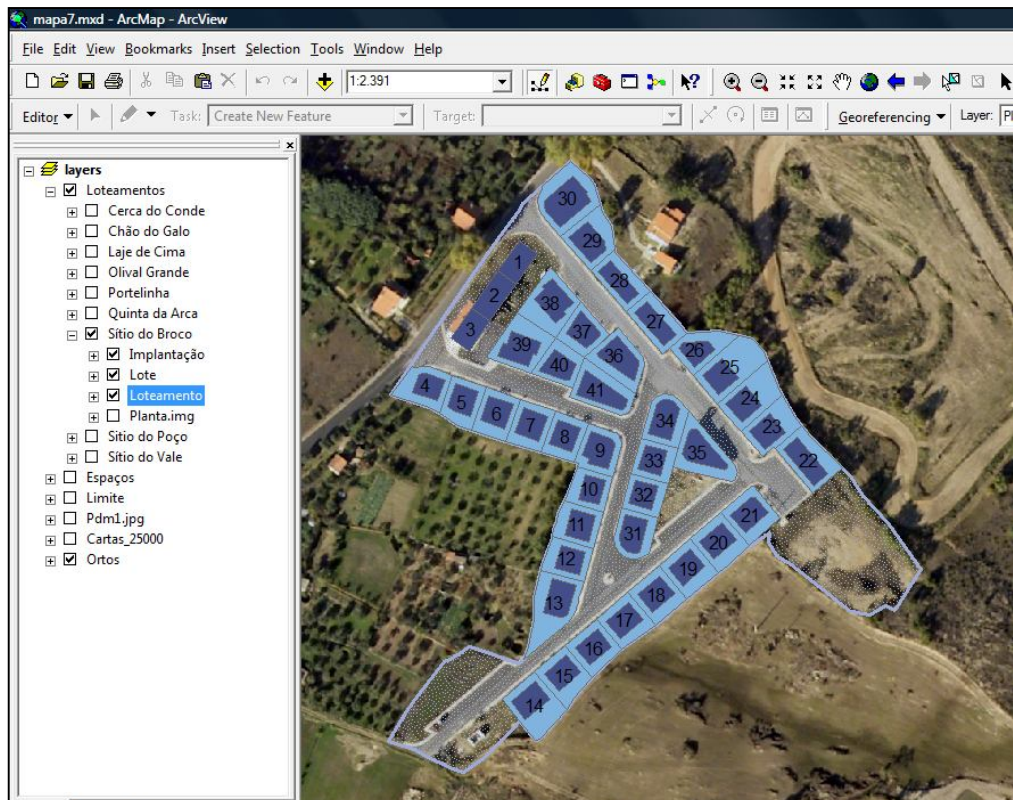 mapa7.mxd - ArcMap - ArcView
File Edit View Bookmarks Insert Selection Tools Window Help
1:2.391
Editor Task: Create New Feature Target: Georeferencing Layer:
layers
Loteamentos
Cerca do Conde
Chão do Galo
Laje de Cima
Olival Grande
Portelinha
Quinta da Arca
Sítio do Broco
Implantação
Lote
Loteamento
Planta.img
Sitio do Poço
Sítio do Vale
Espaços
Limite
Pdm1.jpg
Cartas_25000
Ortos
30
29
1
28
2
38
27
3
37
39
36
26
40
25
4
41
5
24
6
34
7
23
8
35
9
33
22
10
32
21
11
31
20
12
19
13
18
17
16
15
14